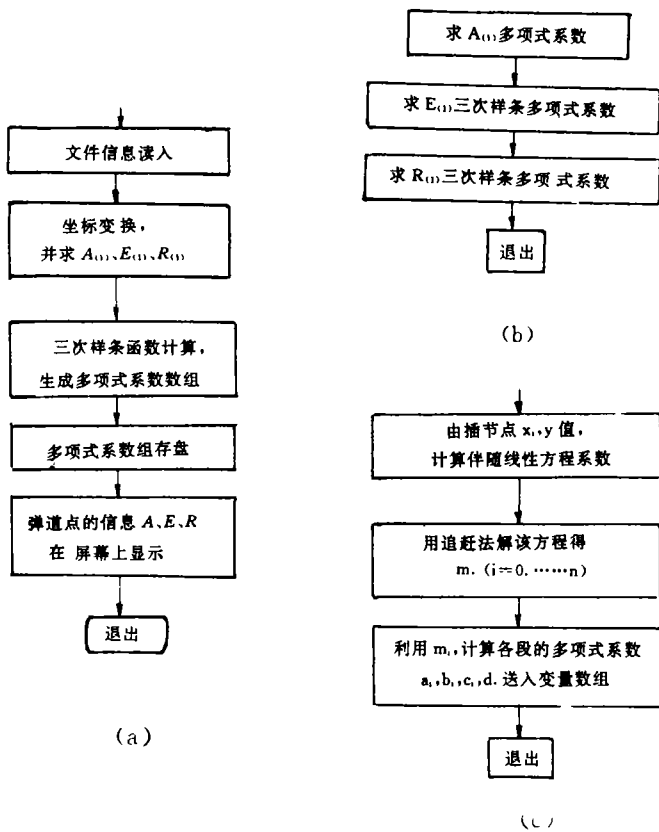 文件信息读入
坐标变换，
并求 A₍ₜ₎、E₍ₜ₎、R₍ₜ₎
三次样条函数计算，
生成多项式系数数组
多项式系数组存盘
弹道点的信息 A、E、R
在 屏幕上显示
退出
(a)
求 A₍ₜ₎多项式系数
求 E₍ₜ₎三次样条多项式系数
求 R₍ₜ₎三次样条多项 式系数
退出
(b)
由插节点 xᵢ,y 值，
计算伴随线性方程系数
用追赶法解该方程得
m. (i=0. ……n)
利用 mᵢ,计算各段的多项式系数
aᵢ,bᵢ,cᵢ,d. 送入变量数组
退出
(c)